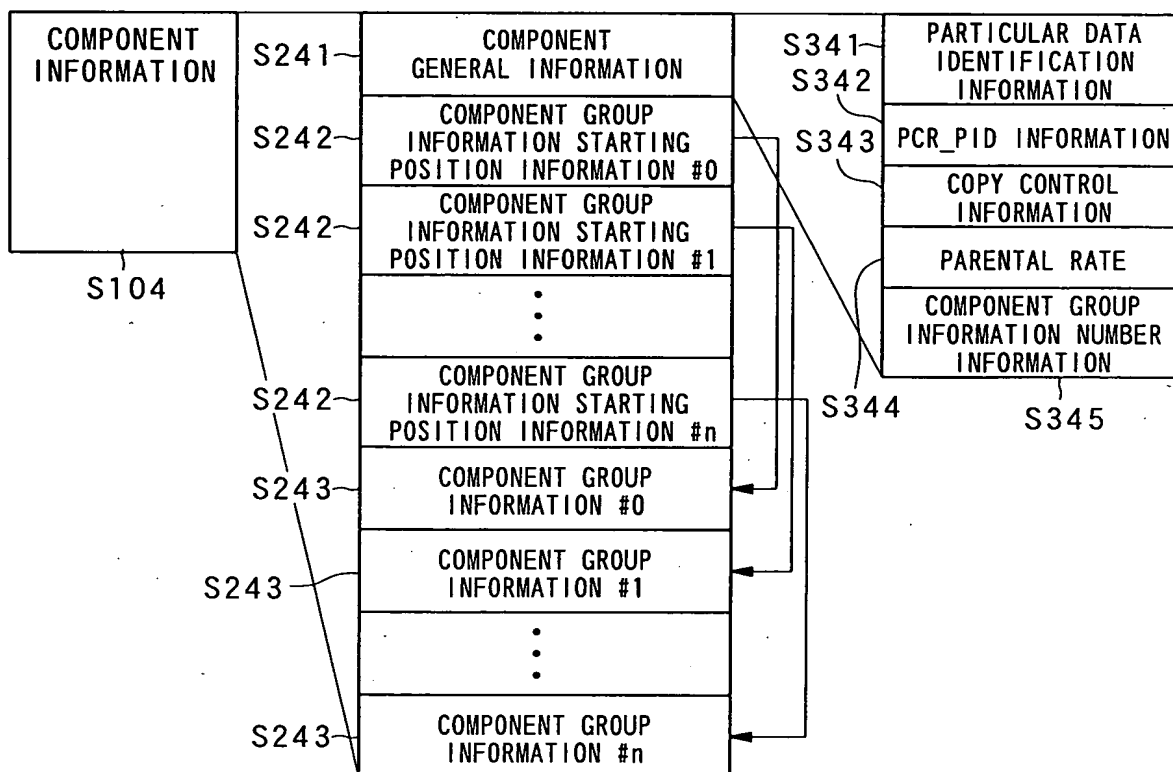 COMPONENT
INFORMATION
S104
S241
COMPONENT
GENERAL INFORMATION
S242
COMPONENT GROUP
INFORMATION STARTING
POSITION INFORMATION #0
S242
COMPONENT GROUP
INFORMATION STARTING
POSITION INFORMATION #1
S242
COMPONENT GROUP
INFORMATION STARTING
POSITION INFORMATION #n
S243
COMPONENT GROUP
INFORMATION #0
S243
COMPONENT GROUP
INFORMATION #1
S243
COMPONENT GROUP
INFORMATION #n
S341
PARTICULAR DATA
IDENTIFICATION
INFORMATION
S342
PCR_PID INFORMATION
S343
COPY CONTROL
INFORMATION
S344
PARENTAL RATE
COMPONENT GROUP
INFORMATION NUMBER
INFORMATION
S345